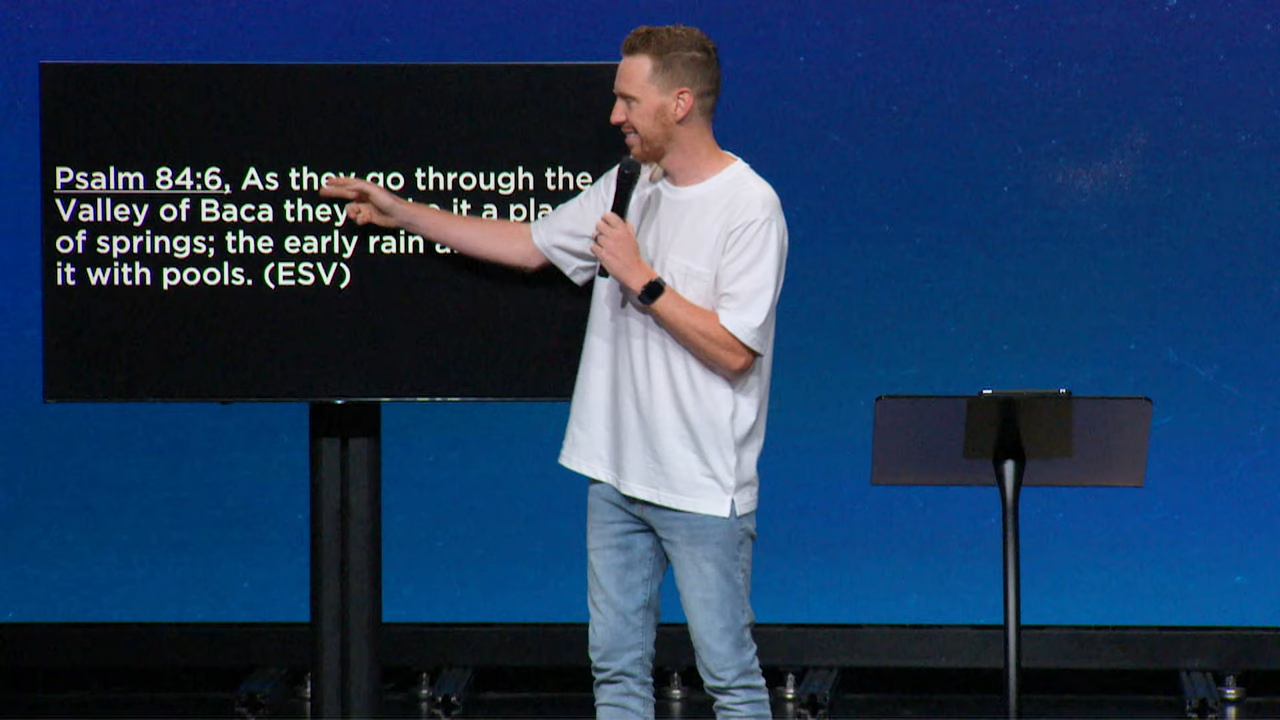 Psalm 84:6, As they go through the
Valley of Baca they it a
of springs; the early rain
it with pools. (ESV)